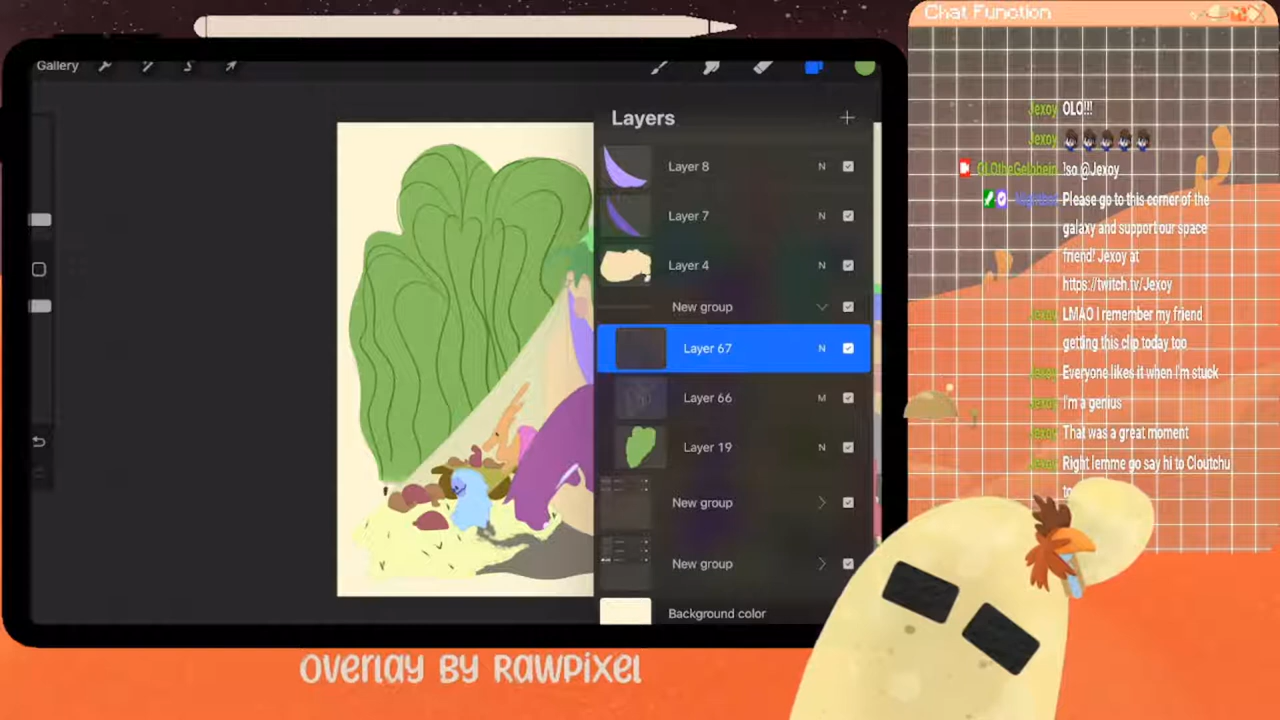 Chat Function
Gallery
Layers
Layer 8 N
Layer 7 N
Layer 4 N
New group
Layer 67 N
Layer 66 M
Layer 19 N
New group
New group
Background color
Jexoy OLO!!!
Jexoy
!so @Jexoy
Nightbot Please go to this corner of the
galaxy and support our space
friend! Jexoy at
https://twitch.tv/Jexoy
Jexoy LMAO I remember my friend
getting this clip today too
Jexoy Everyone likes it when I'm stuck
Jexoy I'm a genius
Jexoy That was a great moment
Jexoy Right lemme go say hi to Cloutchu
OVERLAY BY RAWPIXEL